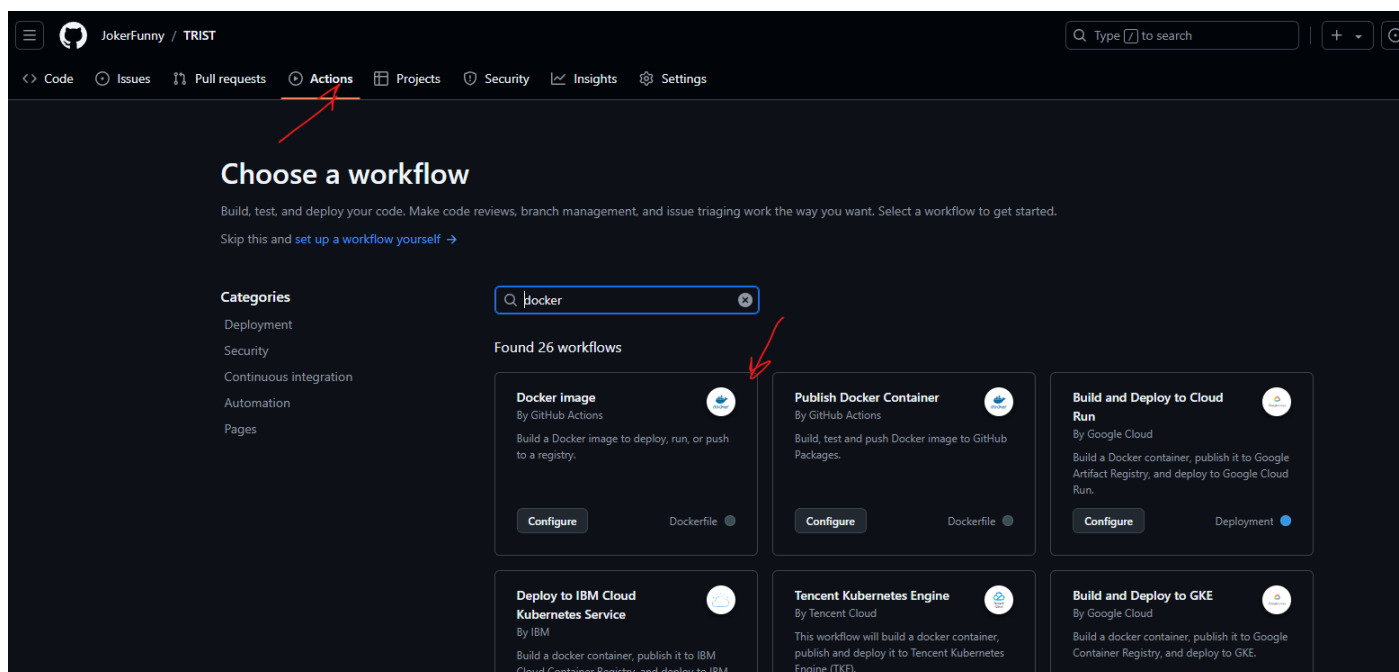 JokerFunny / TRIST
Type / to search
Code Issues Pull requests Actions Projects Security Insights Settings
Choose a workflow
Build, test, and deploy your code. Make code reviews, branch management, and issue triaging work the way you want. Select a workflow to get started.
Skip this and set up a workflow yourself →
Categories
Deployment
Security
Continuous integration
Automation
Pages
docker
Found 26 workflows
Docker image
By GitHub Actions
Build a Docker image to deploy, run, or push
to a registry.
Configure
Dockerfile
Publish Docker Container
By GitHub Actions
Build, test and push Docker image to GitHub
Packages.
Configure
Dockerfile
Build and Deploy to Cloud
Run
By Google Cloud
Build a Docker container, publish it to Google
Artifact Registry, and deploy to Google Cloud
Run.
Configure
Deployment
Deploy to IBM Cloud
Kubernetes Service
By IBM
Build a docker container, publish it to IBM
Cloud Container Registry, and deploy to IBM
Tencent Kubernetes Engine
By Tencent Cloud
This workflow will build a docker container,
publish and deploy it to Tencent Kubernetes
Engine (TKE).
Build and Deploy to GKE
By Google Cloud
Build a docker container, publish it to Google
Container Registry, and deploy to GKE.